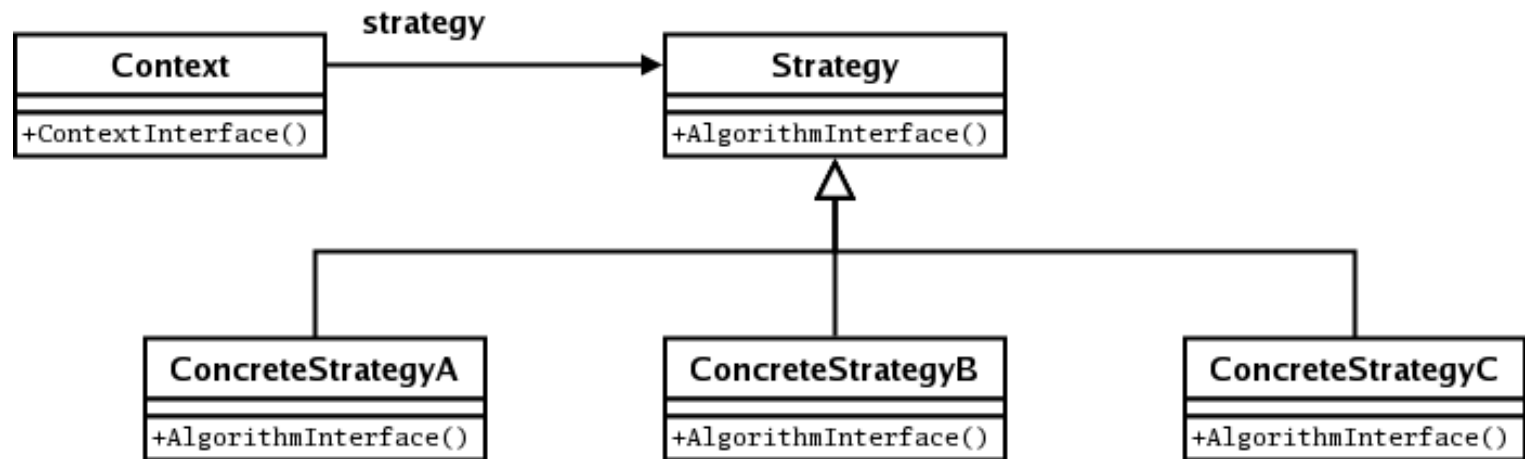 strategy
Context
Strategy
+ContextInterface()
+AlgorithmInterface()
ConcreteStrategyA
ConcreteStrategyB
ConcreteStrategyC
+AlgorithmInterface()
+AlgorithmInterface()
+AlgorithmInterface()